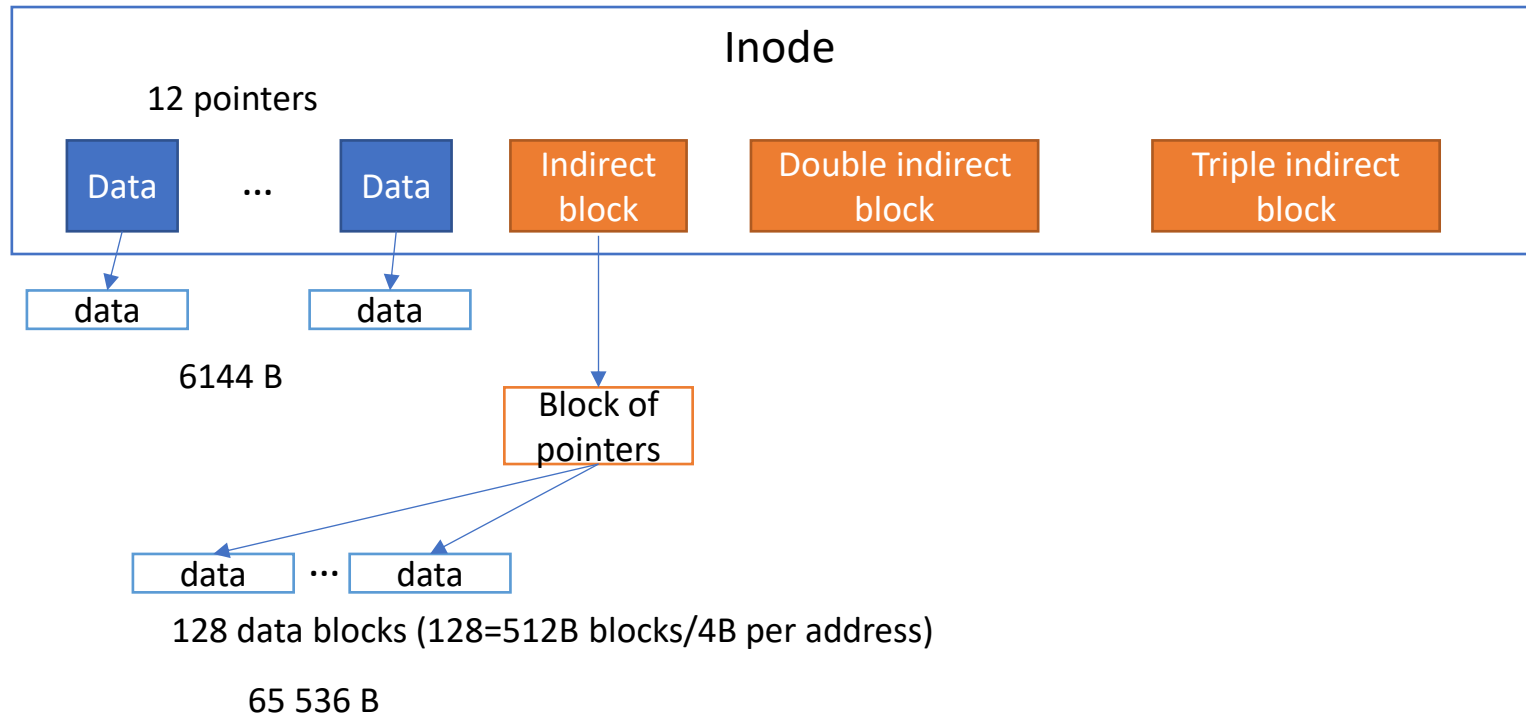 Inode
12 pointers
Data
...
Data
Indirect
block
Double indirect
block
Triple indirect
block
data
data
6144 B
Block of
pointers
data
...
data
128 data blocks (128=512B blocks/4B per address)
65 536 B